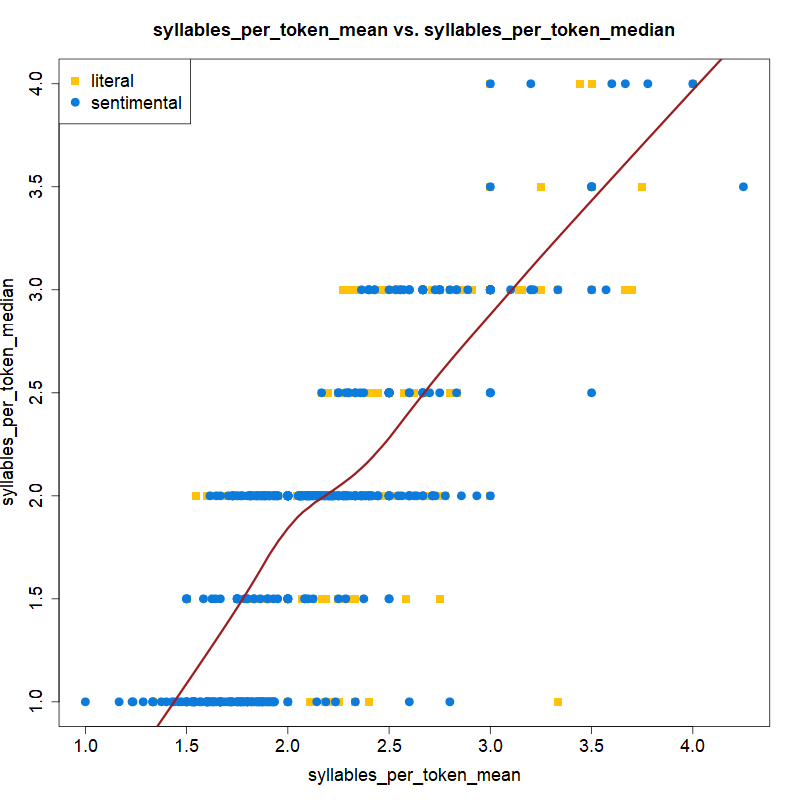 syllables_per_token_mean vs. syllables_per_token_median
literal
sentimental
4.0
3.5
3.0
2.5
2.0
1.5
1.0
syllables_per_token_median
1.0 1.5 2.0 2.5 3.0 3.5 4.0
syllables_per_token_mean